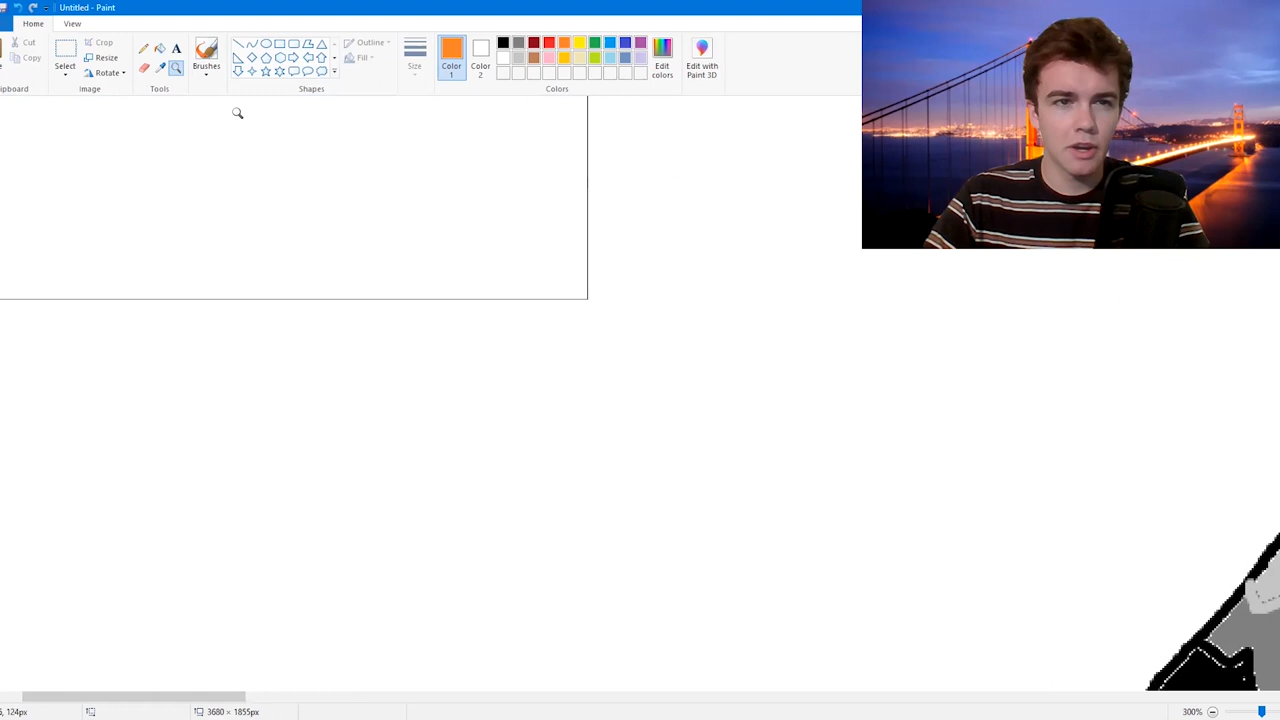 Untitled - Paint
Home View
Cut
Copy
Select
Crop
Resize
Rotate
Image
Tools
Brushes
Shapes
Outline
Fill
Size
Color 1
Color 2
Colors
Edit colors
Edit with Paint 3D
124px
3680 × 1855px
300%